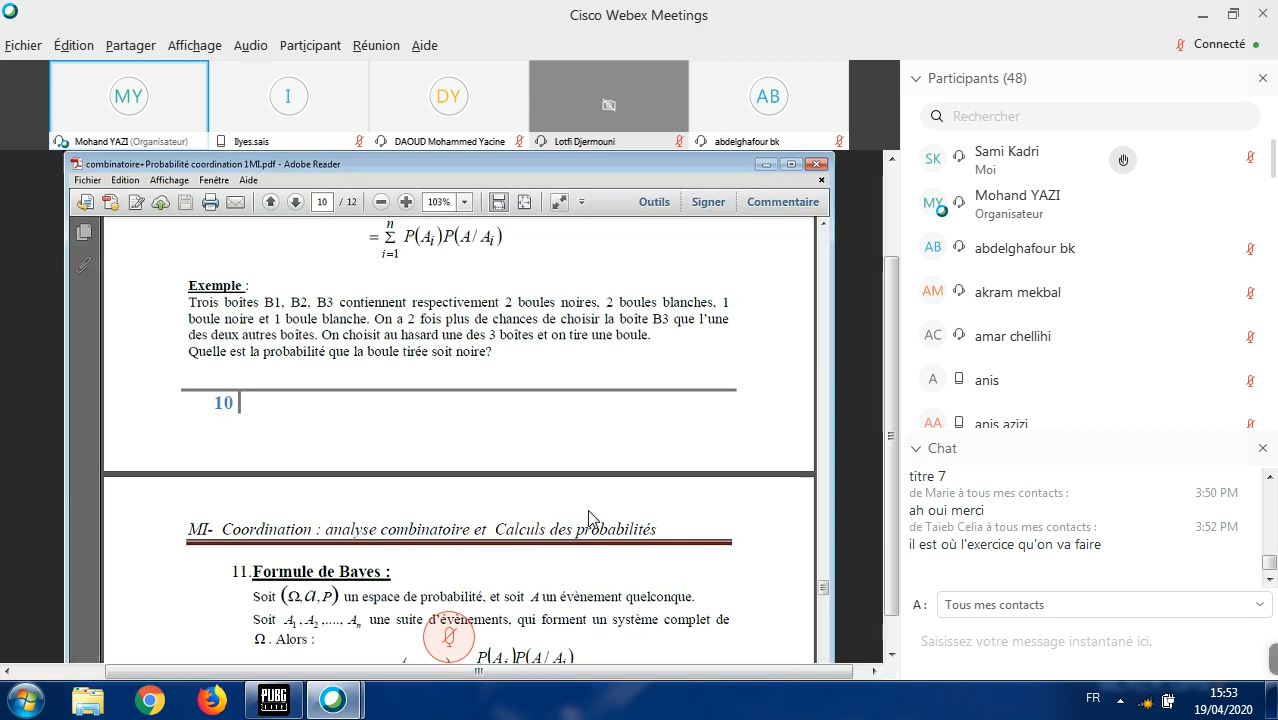 Cisco Webex Meetings
Fichier Édition Partager Affichage Audio Participant Réunion Aide
Connecté
MY I DY AB
Mohand YAZI (Organisateur) Ilyes.sais DAOUD Mohammed Yacine Lotfi Djermouni abdelghafour bk
combinatoire+Probabilité coordination 1MI.pdf - Adobe Reader
Fichier Edition Affichage Fenêtre Aide
10 / 12 103% Outils Signer Commentaire
= n Σ i=1 P(Ai)P(A/Ai)
Exemple :
Trois boîtes B1, B2, B3 contiennent respectivement 2 boules noires, 2 boules blanches, 1
boule noire et 1 boule blanche. On a 2 fois plus de chances de choisir la boîte B3 que l'une
des deux autres boîtes. On choisit au hasard une des 3 boîtes et on tire une boule.
Quelle est la probabilité que la boule tirée soit noire?
10
MI- Coordination : analyse combinatoire et Calculs des probabilités
11. Formule de Bayes :
Soit (Ω, a, P) un espace de probabilité, et soit A un évènement quelconque.
Soit A1, A2, ...., An une suite d'évènements, qui forment un système complet de
Ω. Alors :
P(Ai)P(A/Ai)
Participants (48)
Rechercher
SK Sami Kadri
Moi
MY Mohand YAZI
Organisateur
AB abdelghafour bk
AM akram mekbal
AC amar chellihi
A anis
AA anis azizi
Chat
titre 7
de Marie à tous mes contacts : 3:50 PM
ah oui merci
de Taieb Celia à tous mes contacts : 3:52 PM
il est où l'exercice qu'on va faire
A : Tous mes contacts
Saisissez votre message instantané ici.
PUBG LITE
FR
15:53
19/04/2020